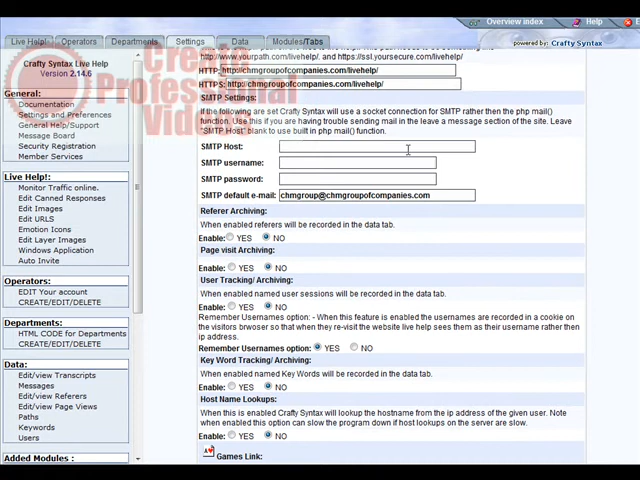 Overview index Help Exit
Live Help! Operators Departments Settings Data Modules/Tabs
powered by: Crafty Syntax
Crafty Syntax Live Help
Version 2.14.6
General:
Documentation
Settings and Preferences
General Help/Support
Message Board
Security Registration
Member Services
Live Help!:
Monitor Traffic online.
Edit Canned Responses
Edit Images
Edit URLS
Emotion Icons
Edit Layer Images
Windows Application
Auto Invite
Operators:
EDIT Your account
CREATE/EDIT/DELETE
Departments:
HTML CODE for Departments
CREATE/EDIT/DELETE
Data:
Edit/view Transcripts
Messages
Edit/view Referers
Edit/view Page Views
Paths
Keywords
Users
Added Modules:
http://www.yourwebsite.com/livehelp/. and https://ssl.yoursecure.com/livehelp/
HTTP: http://chmgroupofcompanies.com/livehelp/
HTTPS: http://chmgroupofcompanies.com/livehelp/
SMTP Settings:
If the following are set Crafty Syntax will use a socket connection for SMTP rather then the php mail()
function. Use this if you are having trouble sending mail in the leave a message section of the site. Leave
"SMTP Host:" blank to use built in php mail() function.
SMTP Host:
SMTP username:
SMTP password:
SMTP default e-mail: chmgroup@chmgroupofcompanies.com
Referer Archiving:
When enabled referers will be recorded in the data tab.
Enable: YES NO
Page visit Archiving:
Enable: YES NO
User Tracking/ Archiving:
When enabled named user sessions will be recorded in the data tab.
Enable: YES NO
Remember Usernames option: - When this feature is enabled the usernames are recorded in a cookie on
the visitors brwoser so that when they re-visit the website live help sees them as their username rather then
ip address.
Remember Usernames option: YES NO
Key Word Tracking/ Archiving:
When enabled named Key Words will be recorded in the data tab.
Enable: YES NO
Host Name Lookups:
When this is enabled Crafty Syntax will lookup the hostname from the ip address of the given user. Note
when enabled this option can slow the program down if host lookups on the server are slow.
Enable: YES NO
Games Link:
Create
Professional
Videos